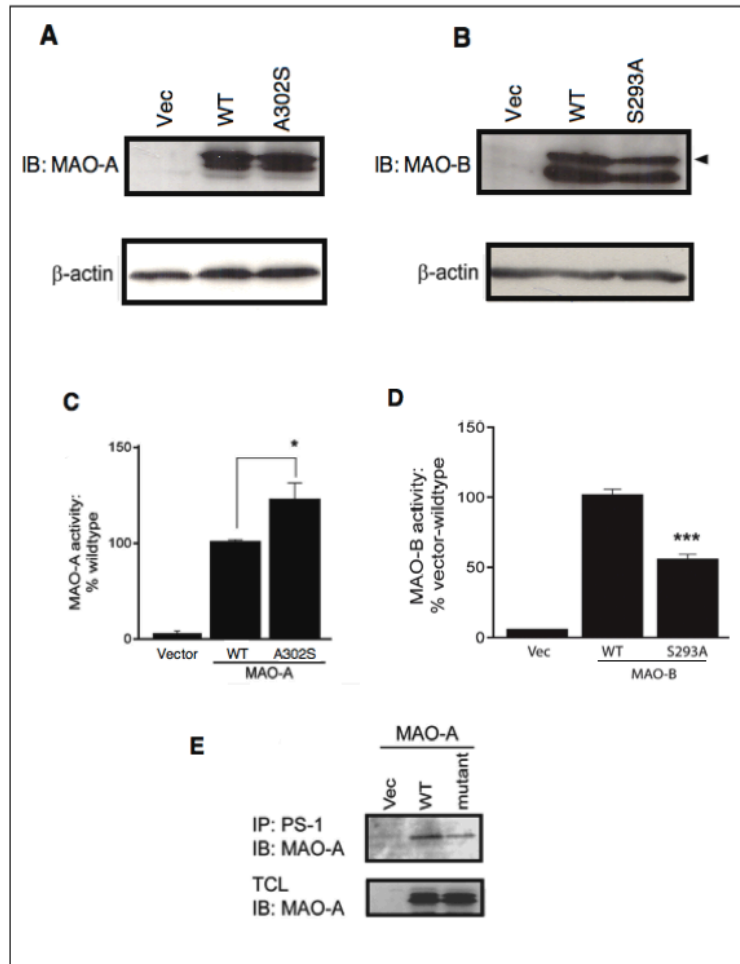 A
Vec
WT
A302S
IB: MAO-A
β-actin
B
Vec
WT
S293A
IB: MAO-B
β-actin
C
MAO-A activity:
% wildtype
150
100
0
*
Vector
WT
A302S
MAO-A
D
MAO-B activity:
% vector-wildtype
150
100
50
0
***
Vec
WT
S293A
MAO-B
E
MAO-A
Vec
WT
mutant
IP: PS-1
IB: MAO-A
TCL
IB: MAO-A